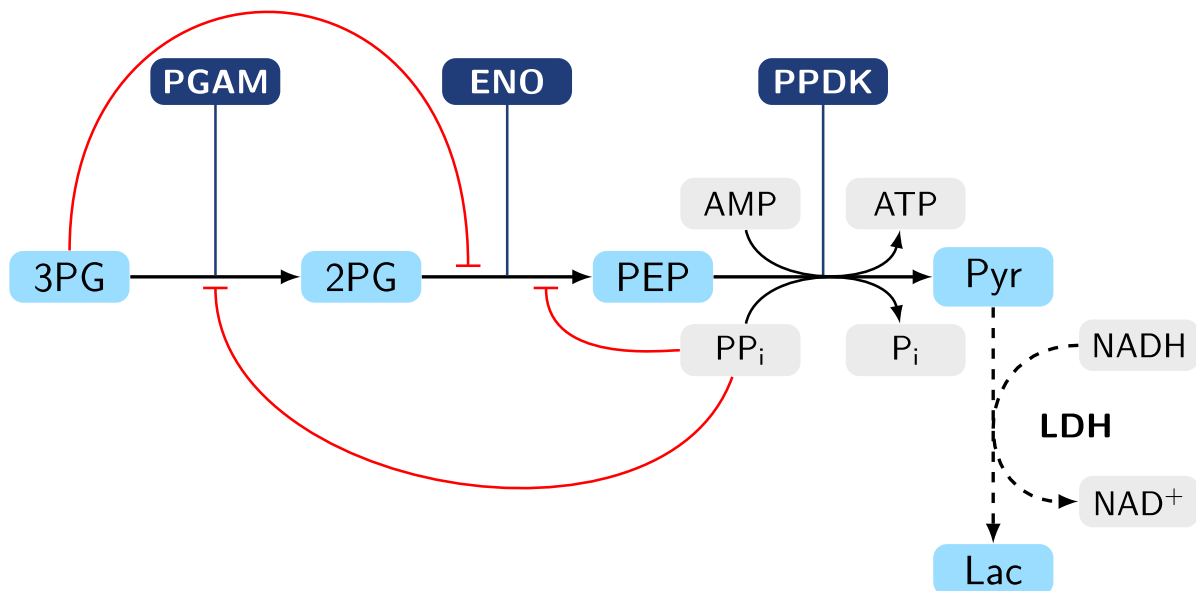 PGAM
ENO
PPDK
AMP
ATP
3PG
2PG
PEP
Pyr
PPᵢ
Pᵢ
NADH
LDH
NAD⁺
Lac